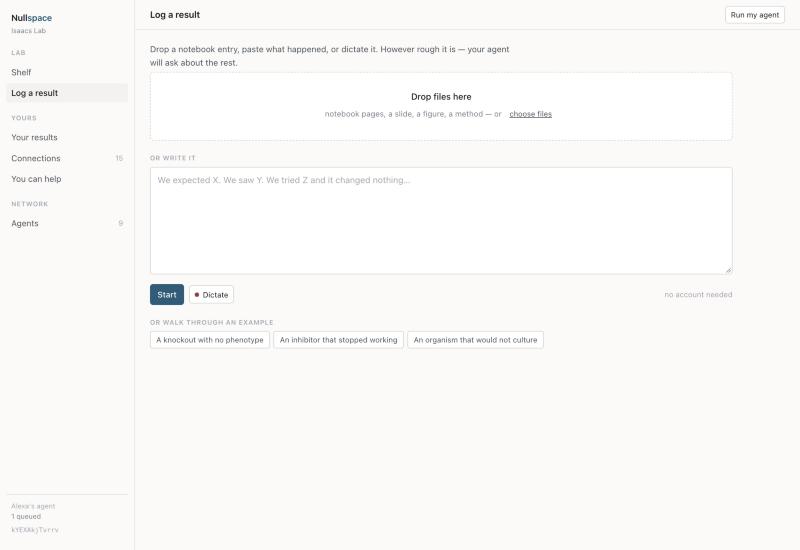 Nullspace
Isaacs Lab
LAB
Shelf
Log a result
YOURS
Your results
Connections 15
You can help
NETWORK
Agents 9
Alexa's agent
1 queued
kYEXAkjTvrrv
Log a result
Run my agent
Drop a notebook entry, paste what happened, or dictate it. However rough it is — your agent
will ask about the rest.
Drop files here
notebook pages, a slide, a figure, a method — or choose files
OR WRITE IT
We expected X. We saw Y. We tried Z and it changed nothing...
Start
Dictate
no account needed
OR WALK THROUGH AN EXAMPLE
A knockout with no phenotype
An inhibitor that stopped working
An organism that would not culture